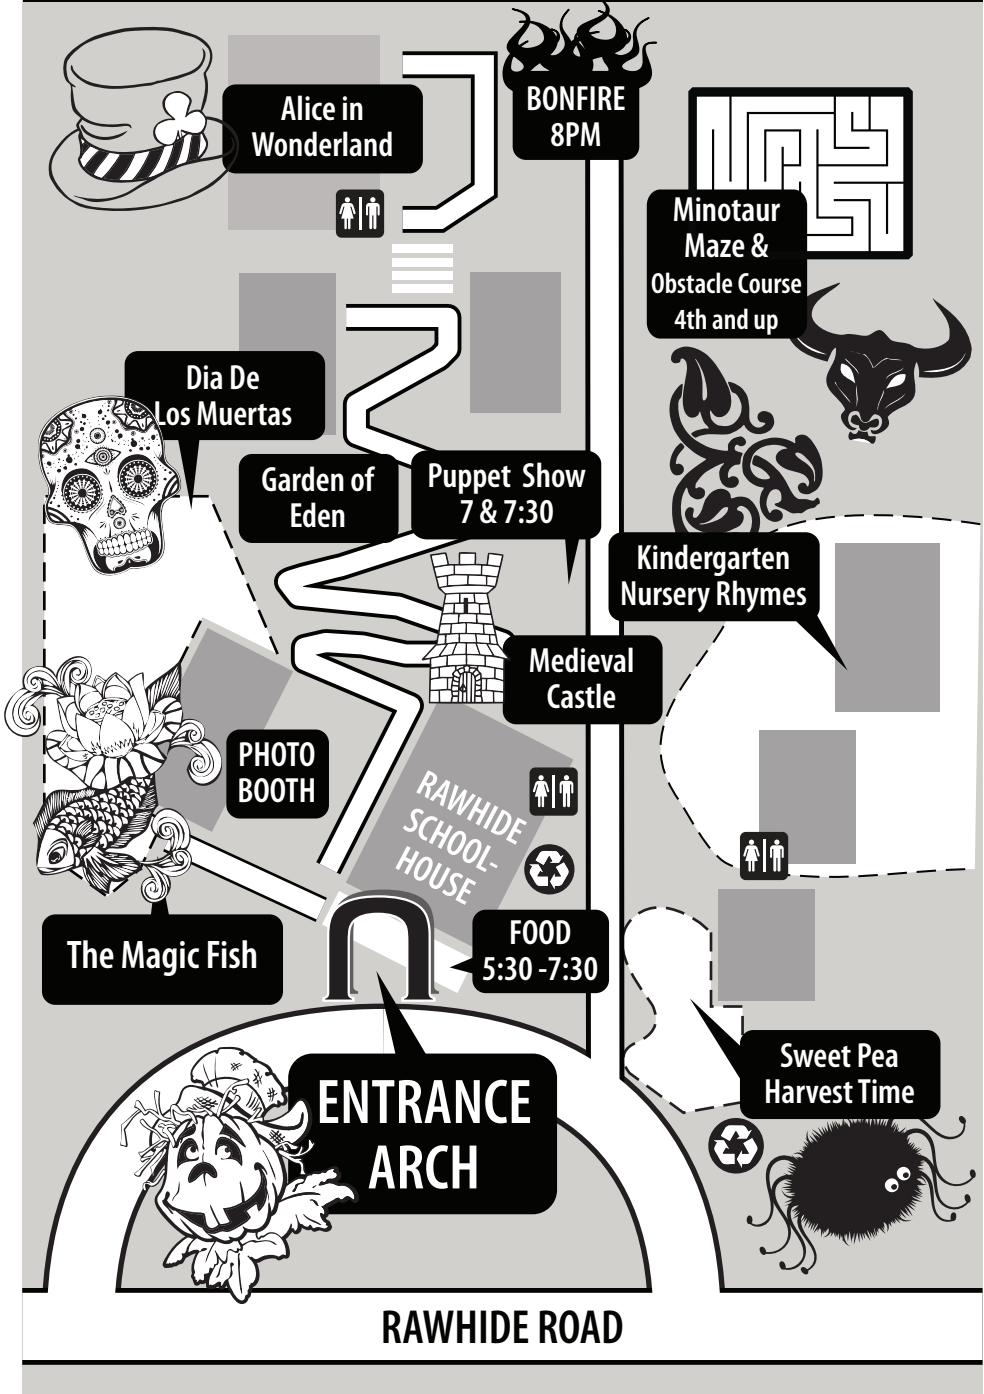 BONFIRE
8PM
Alice in
Wonderland
Minotaur
Maze &
Obstacle Course
4th and up
Dia De
Los Muertas
Garden of
Eden
Puppet Show
7 & 7:30
Kindergarten
Nursery Rhymes
Medieval
Castle
PHOTO
BOOTH
RAWHIDE
SCHOOL-
HOUSE
The Magic Fish
FOOD
5:30 -7:30
Sweet Pea
Harvest Time
ENTRANCE
ARCH
RAWHIDE ROAD